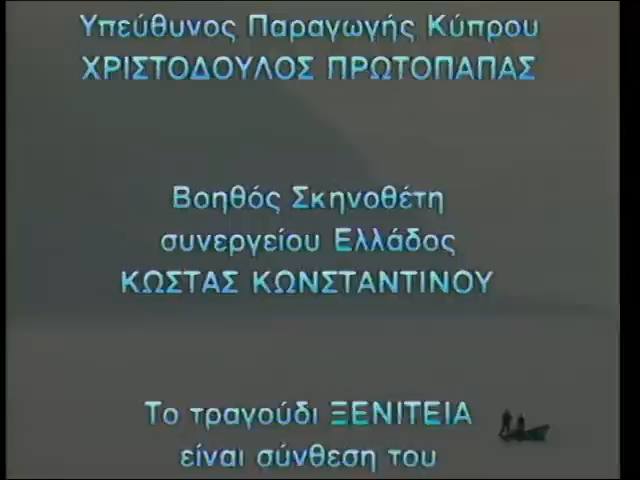 Υπεύθυνος Παραγωγής Κύπρου
ΧΡΙΣΤΟΔΟΥΛΟΣ ΠΡΩΤΟΠΑΠΑΣ
Βοηθός Σκηνοθέτη
συνεργείου Ελλάδος
ΚΩΣΤΑΣ ΚΩΝΣΤΑΝΤΙΝΟΥ
Το τραγούδι ΞΕΝΙΤΕΙΑ
είναι σύνθεση του